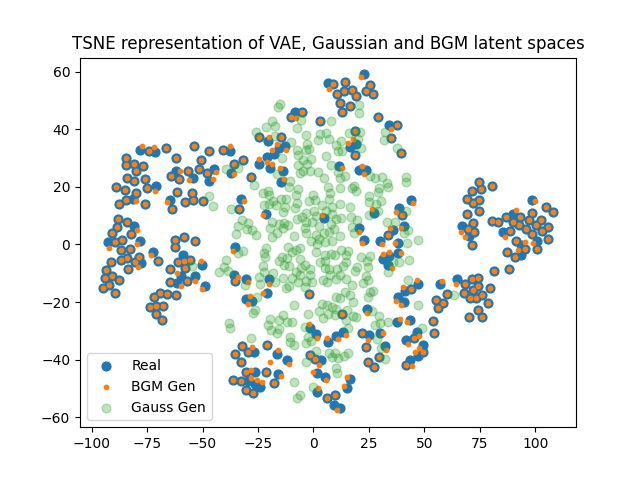 TSNE representation of VAE, Gaussian and BGM latent spaces
60
40
20
0
−20
−40
−60
Real
BGM Gen
Gauss Gen
−100 −75 −50 −25 0 25 50 75 100